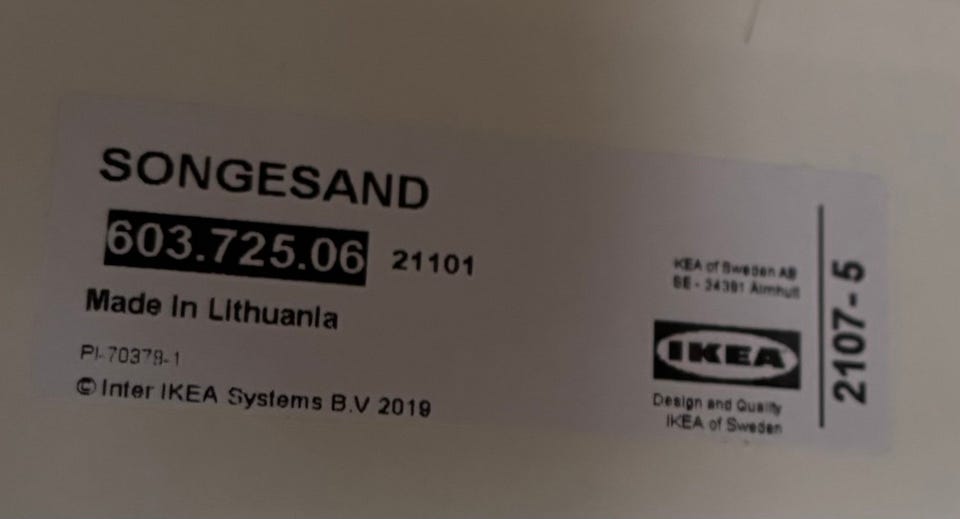 SONGESAND
603.725.06 21101
Made in Lithuania
PI-70378-1
© Inter IKEA Systems B.V 2019
IKEA of Sweden AB
SE - 34381 Älmhult
IKEA
Design and Quality
IKEA of Sweden
2107-5